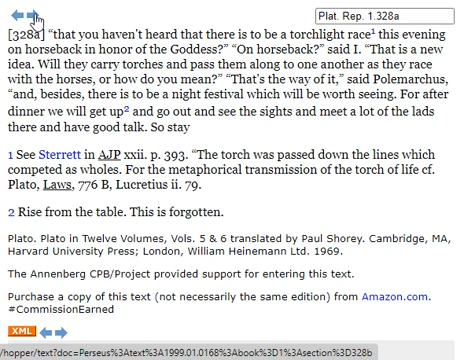 Plat. Rep. 1.328a
[328a] “that you haven't heard that there is to be a torchlight race1 this evening
on horseback in honor of the Goddess?” “On horseback?” said I. “That is a new
idea. Will they carry torches and pass them along to one another as they race
with the horses, or how do you mean?” “That's the way of it,” said Polemarchus,
“and, besides, there is to be a night festival which will be worth seeing. For after
dinner we will get up2 and go out and see the sights and meet a lot of the lads
there and have good talk. So stay
1 See Sterrett in AJP xxii. p. 393. “The torch was passed down the lines which
competed as wholes. For the metaphorical transmission of the torch of life cf.
Plato, Laws, 776 B, Lucretius ii. 79.
2 Rise from the table. This is forgotten.
Plato. Plato in Twelve Volumes, Vols. 5 & 6 translated by Paul Shorey. Cambridge, MA,
Harvard University Press; London, William Heinemann Ltd. 1969.
The Annenberg CPB/Project provided support for entering this text.
Purchase a copy of this text (not necessarily the same edition) from Amazon.com.
#CommissionEarned
XML
/hopper/text?doc=Perseus%3Atext%3A1999.01.0168%3Abook%3D1%3Asection%3D328b